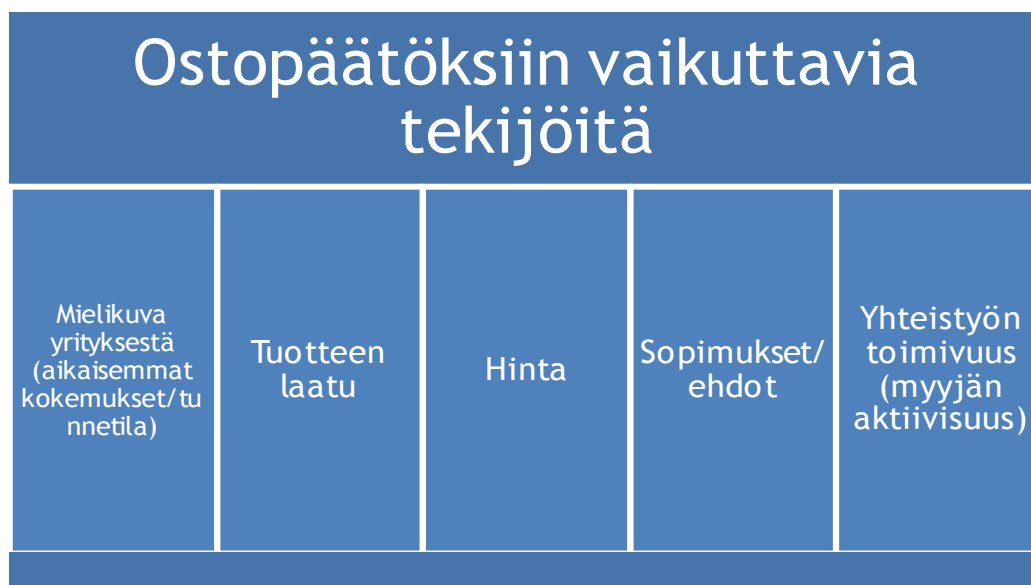 Ostopäätöksiin vaikuttavia
tekijöitä
Mielikuva
yrityksestä
(aikaisemmat
kokemukset/tu
nnetila)
Tuotteen
laatu
Hinta
Sopimukset/
ehdot
Yhteistyön
toimivuus
(myyjän
aktiivisuus)